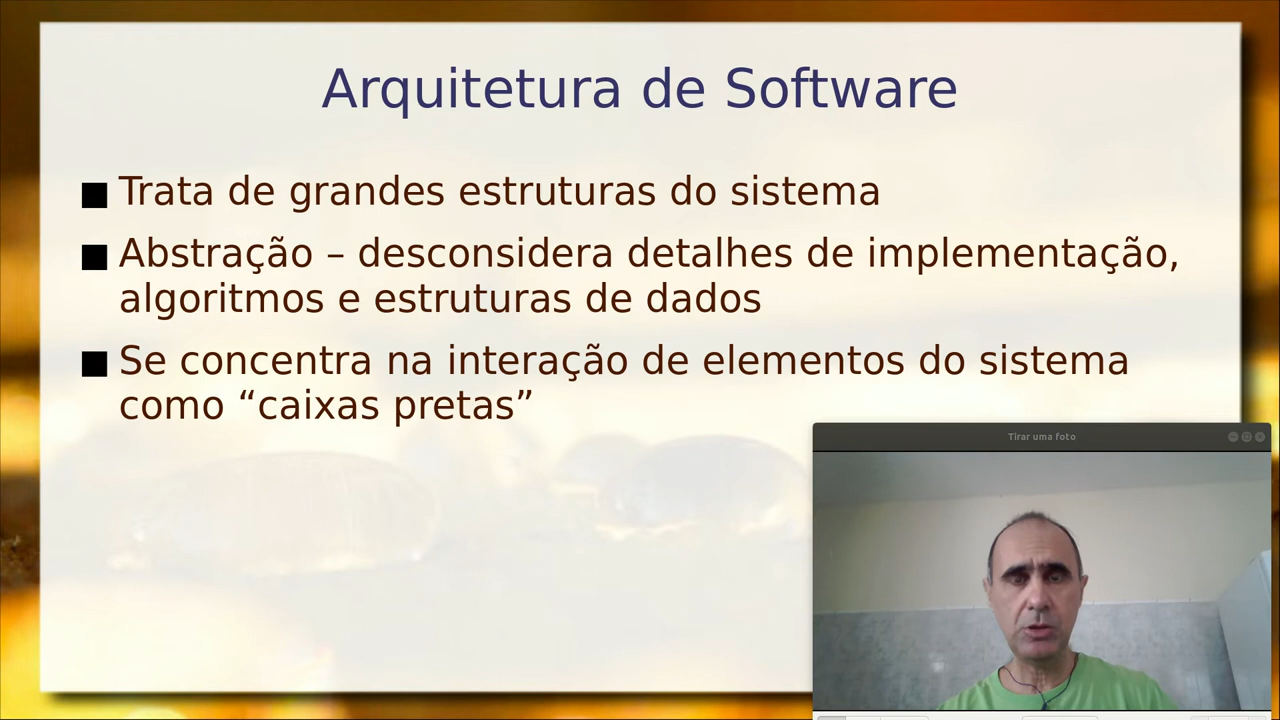 Arquitetura de Software
Trata de grandes estruturas do sistema
Abstração – desconsidera detalhes de implementação,
algoritmos e estruturas de dados
Se concentra na interação de elementos do sistema
como “caixas pretas”
Tirar uma foto